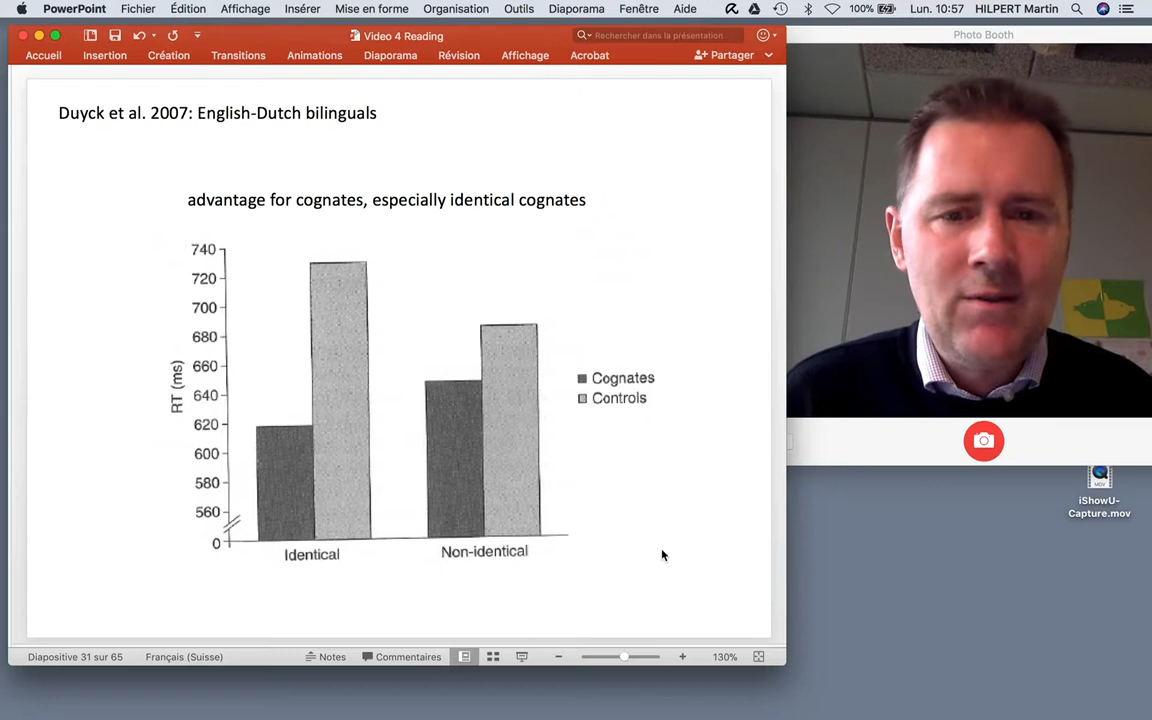 PowerPoint Fichier Édition Affichage Insérer Mise en forme Organisation Outils Diaporama Fenêtre Aide 100% Lun. 10:57 HILPERT Martin
Video 4 Reading
Rechercher dans la présentation
Photo Booth
Accueil Insertion Création Transitions Animations Diaporama Révision Affichage Acrobat Partager
Duyck et al. 2007: English-Dutch bilinguals
advantage for cognates, especially identical cognates
740
720
700
680
660
640
620
600
580
560
0
RT (ms)
Cognates
Controls
Identical Non-identical
iShowU-
Capture.mov
Diapositive 31 sur 65 Français (Suisse) Notes Commentaires 130%